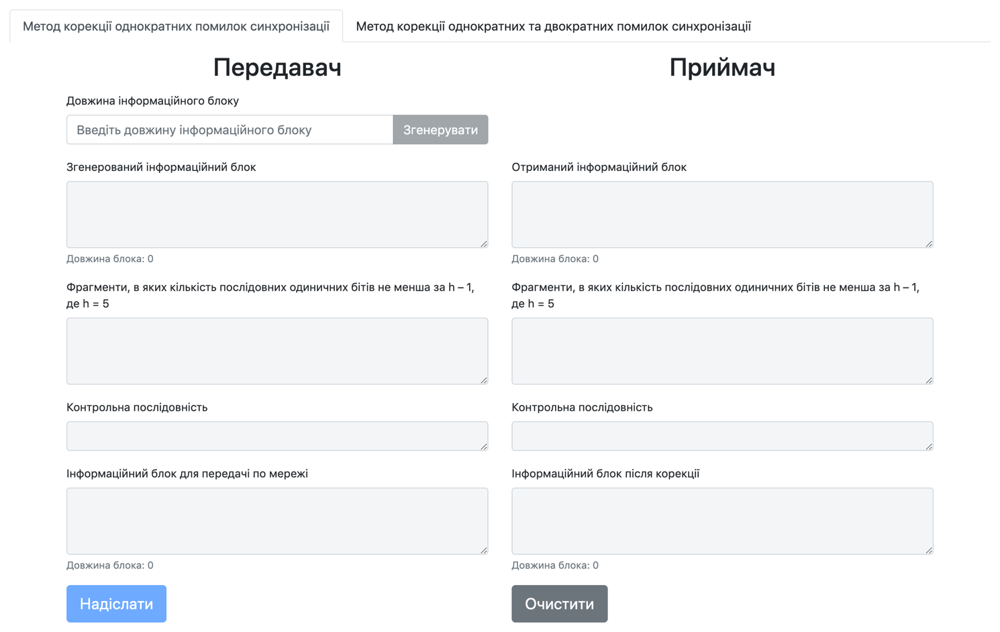 Метод корекції однократних помилок синхронізації
Метод корекції однократних та двократних помилок синхронізації
Передавач
Довжина інформаційного блоку
Введіть довжину інформаційного блоку
Згенерувати
Згенерований інформаційний блок
Довжина блока: 0
Фрагменти, в яких кількість послідовних одиничних бітів не менша за h – 1,
де h = 5
Контрольна послідовність
Інформаційний блок для передачі по мережі
Довжина блока: 0
Надіслати
Приймач
Отриманий інформаційний блок
Довжина блока: 0
Фрагменти, в яких кількість послідовних одиничних бітів не менша за h – 1,
де h = 5
Контрольна послідовність
Інформаційний блок після корекції
Довжина блока: 0
Очистити